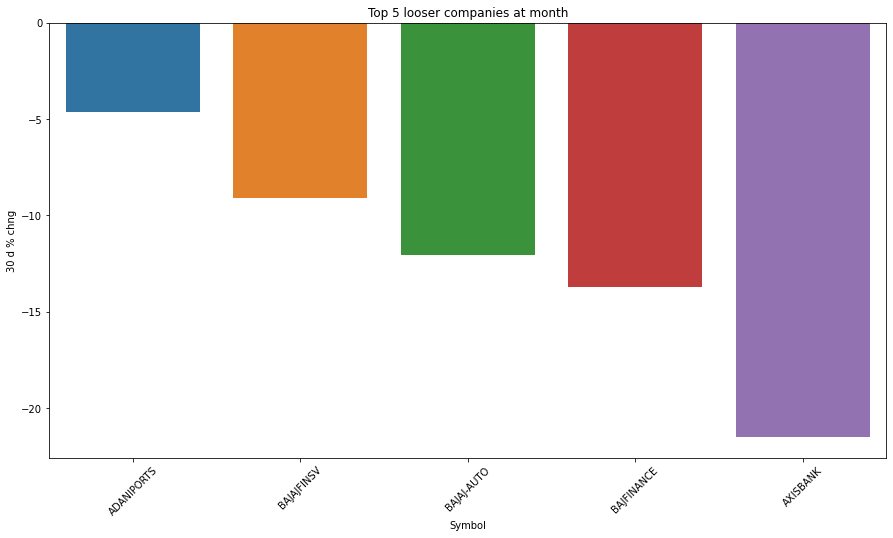 Top 5 looser companies at month
30 d % chng
0
−5
−10
−15
−20
ADANIPORTS
BAJAJFINSV
BAJAJ-AUTO
BAJFINANCE
AXISBANK
Symbol